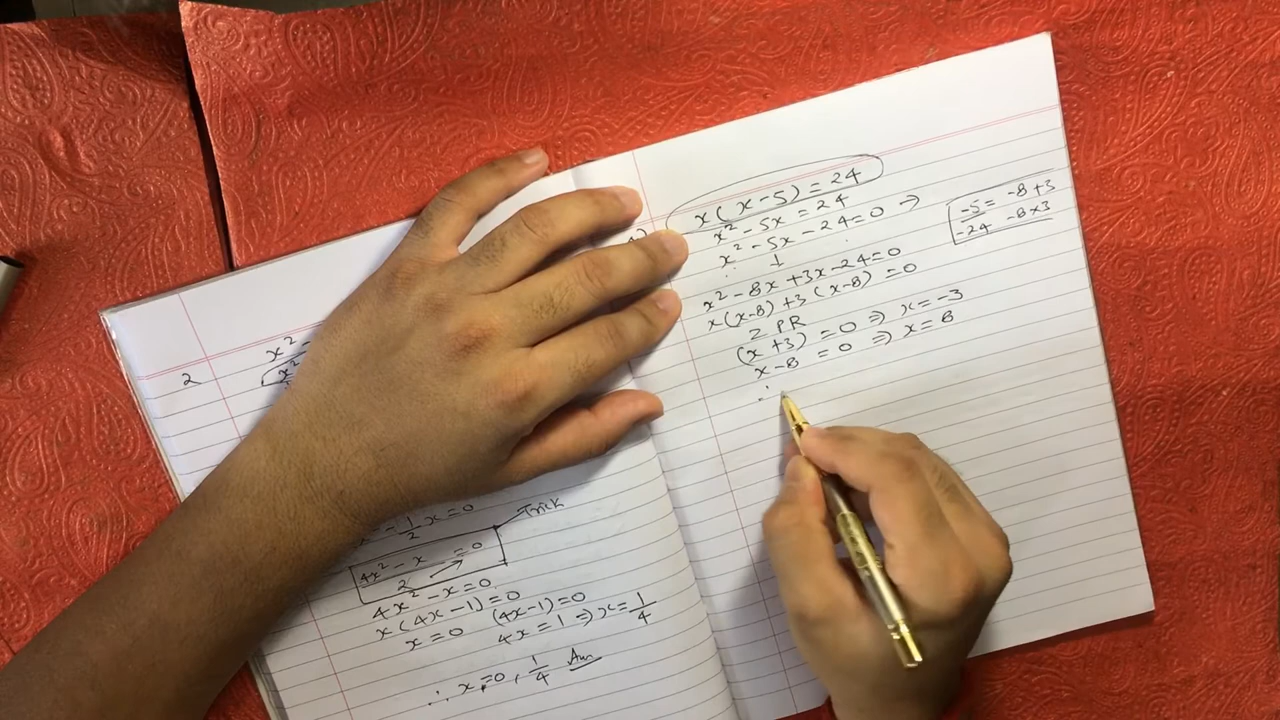 2
x² -
x²
- 1/2 x = 0
Trick
4x² - x / 2 = 0
4x² - x = 0
x(4x-1) = 0
x = 0 (4x-1) = 0
4x = 1 ⇒ x = 1/4
∴ x = 0, 1/4 Ans
x(x-5) = 24
x² - 5x = 24
x² - 5x - 24 = 0 →
1
-5 = -8+3
-24 -8×3
x² - 8x + 3x - 24 = 0
x(x-8) + 3(x-8) = 0
2 PR
(x+3) = 0 ⇒ x = -3
x-8 = 0 ⇒ x = 8
∴